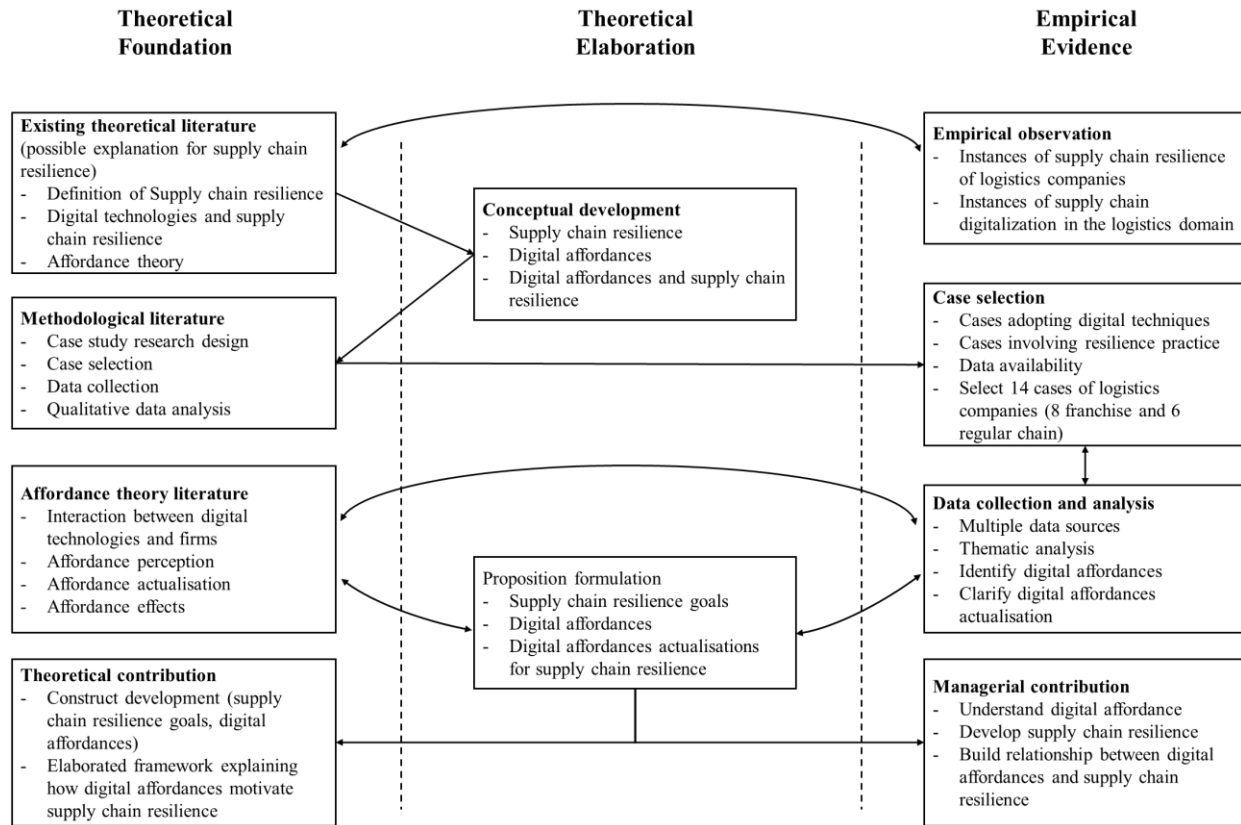 Theoretical
Foundation
Theoretical
Elaboration
Empirical
Evidence
Existing theoretical literature
(possible explanation for supply chain
resilience)
- Definition of Supply chain resilience
- Digital technologies and supply
chain resilience
- Affordance theory
Conceptual development
- Supply chain resilience
- Digital affordances
- Digital affordances and supply chain
resilience
Empirical observation
- Instances of supply chain resilience
of logistics companies
- Instances of supply chain
digitalization in the logistics domain
Methodological literature
- Case study research design
- Case selection
- Data collection
- Qualitative data analysis
Case selection
- Cases adopting digital techniques
- Cases involving resilience practice
- Data availability
- Select 14 cases of logistics
companies (8 franchise and 6
regular chain)
Affordance theory literature
- Interaction between digital
technologies and firms
- Affordance perception
- Affordance actualisation
- Affordance effects
Proposition formulation
- Supply chain resilience goals
- Digital affordances
- Digital affordances actualisations
for supply chain resilience
Data collection and analysis
- Multiple data sources
- Thematic analysis
- Identify digital affordances
- Clarify digital affordances
actualisation
Theoretical contribution
- Construct development (supply
chain resilience goals, digital
affordances)
- Elaborated framework explaining
how digital affordances motivate
supply chain resilience
Managerial contribution
- Understand digital affordance
- Develop supply chain resilience
- Build relationship between digital
affordances and supply chain
resilience